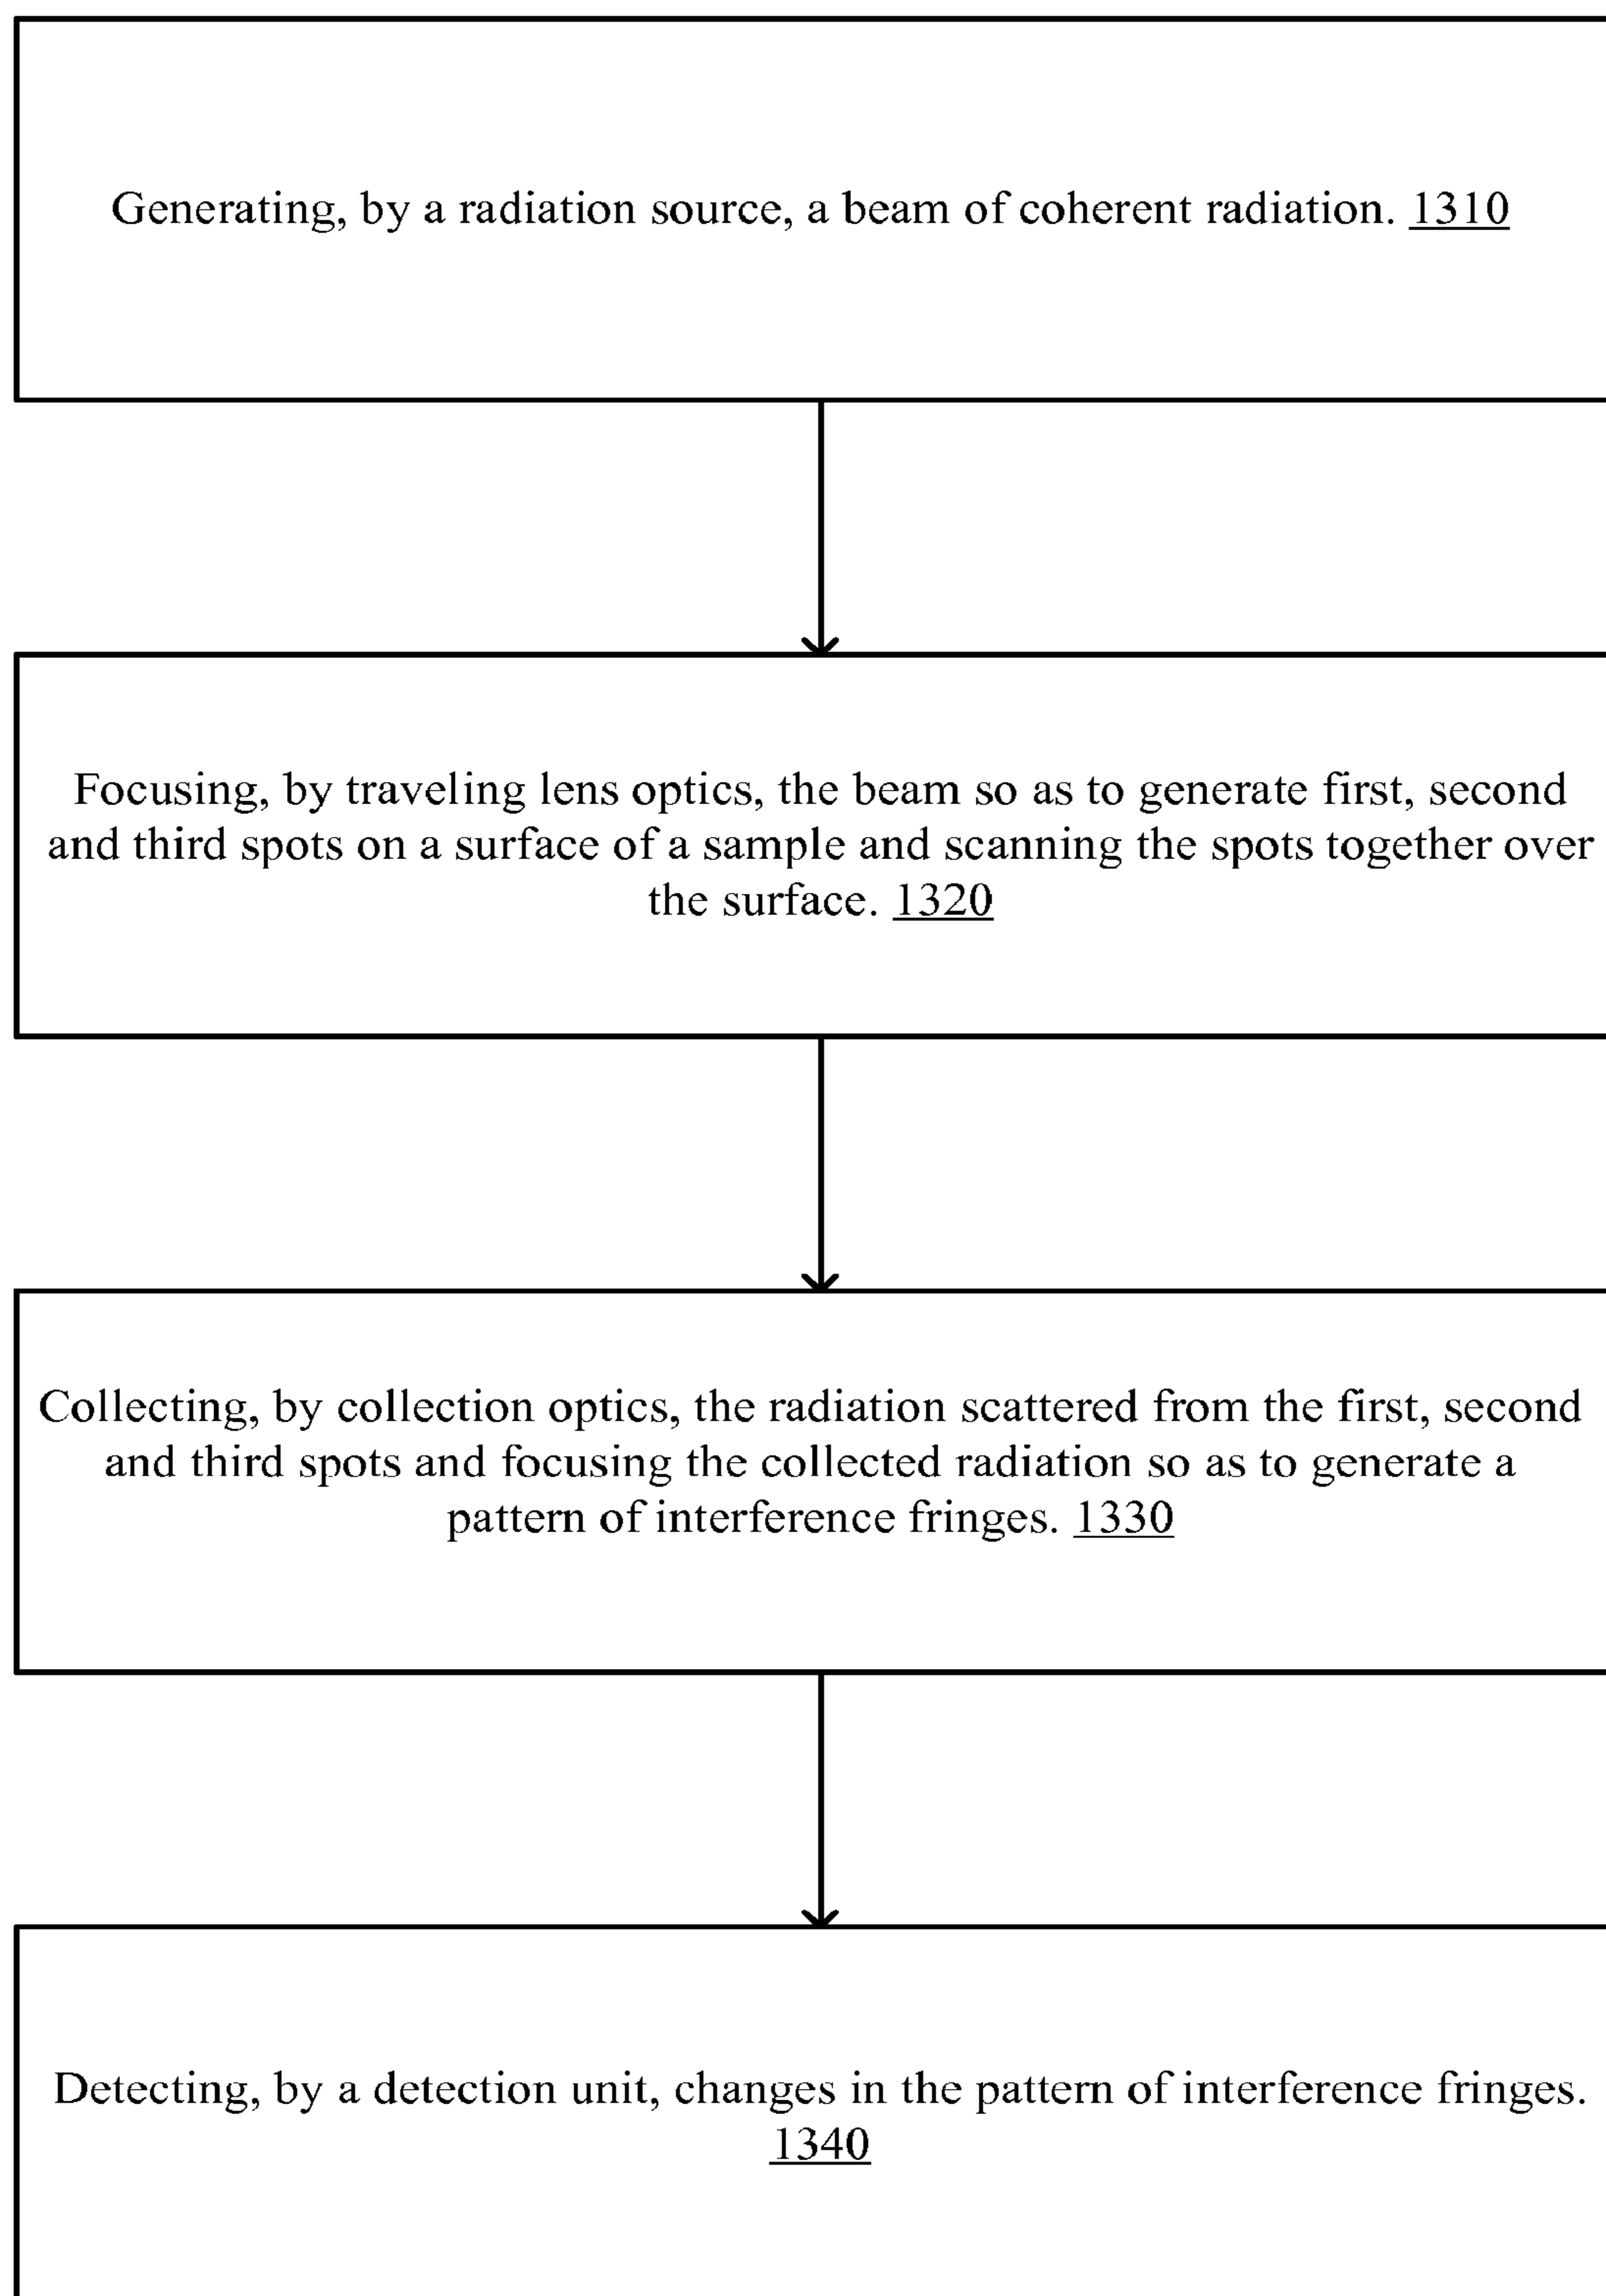 Generating, by a radiation source, a beam of coherent radiation. 1310
Focusing, by traveling lens optics, the beam so as to generate first, second
and third spots on a surface of a sample and scanning the spots together over
the surface. 1320
Collecting, by collection optics, the radiation scattered from the first, second
and third spots and focusing the collected radiation so as to generate a
pattern of interference fringes. 1330
Detecting, by a detection unit, changes in the pattern of interference fringes.
1340